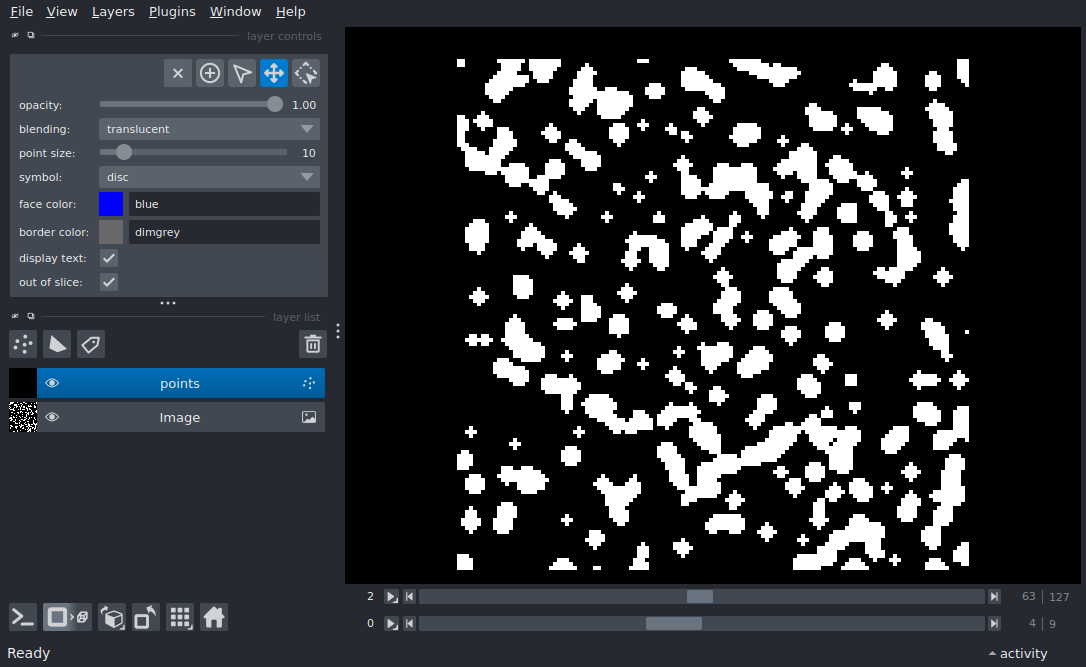 File View Layers Plugins Window Help
layer controls
opacity: 1.00
blending: translucent
point size: 10
symbol: disc
face color: blue
border color: dimgrey
display text:
out of slice:
layer list
points
Image
2 63 | 127
0 4 | 9
Ready activity